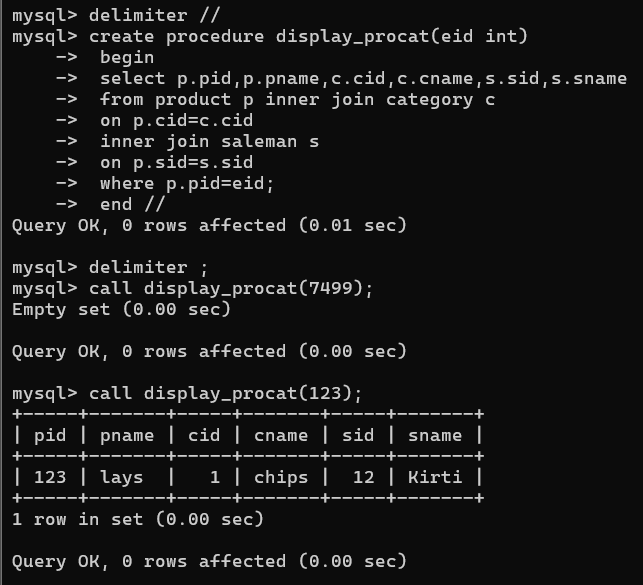 mysql> delimiter //
mysql> create procedure display_procat(eid int)
    ->  begin
    ->  select p.pid,p.pname,c.cid,c.cname,s.sid,s.sname
    ->  from product p inner join category c
    ->  on p.cid=c.cid
    ->  inner join saleman s
    ->  on p.sid=s.sid
    ->  where p.pid=eid;
    ->  end //
Query OK, 0 rows affected (0.01 sec)

mysql> delimiter ;
mysql> call display_procat(7499);
Empty set (0.00 sec)

Query OK, 0 rows affected (0.00 sec)

mysql> call display_procat(123);
+-----+-------+-----+-------+-----+-------+
| pid | pname | cid | cname | sid | sname |
+-----+-------+-----+-------+-----+-------+
| 123 | lays  |   1 | chips |  12 | Kirti |
+-----+-------+-----+-------+-----+-------+
1 row in set (0.00 sec)

Query OK, 0 rows affected (0.00 sec)